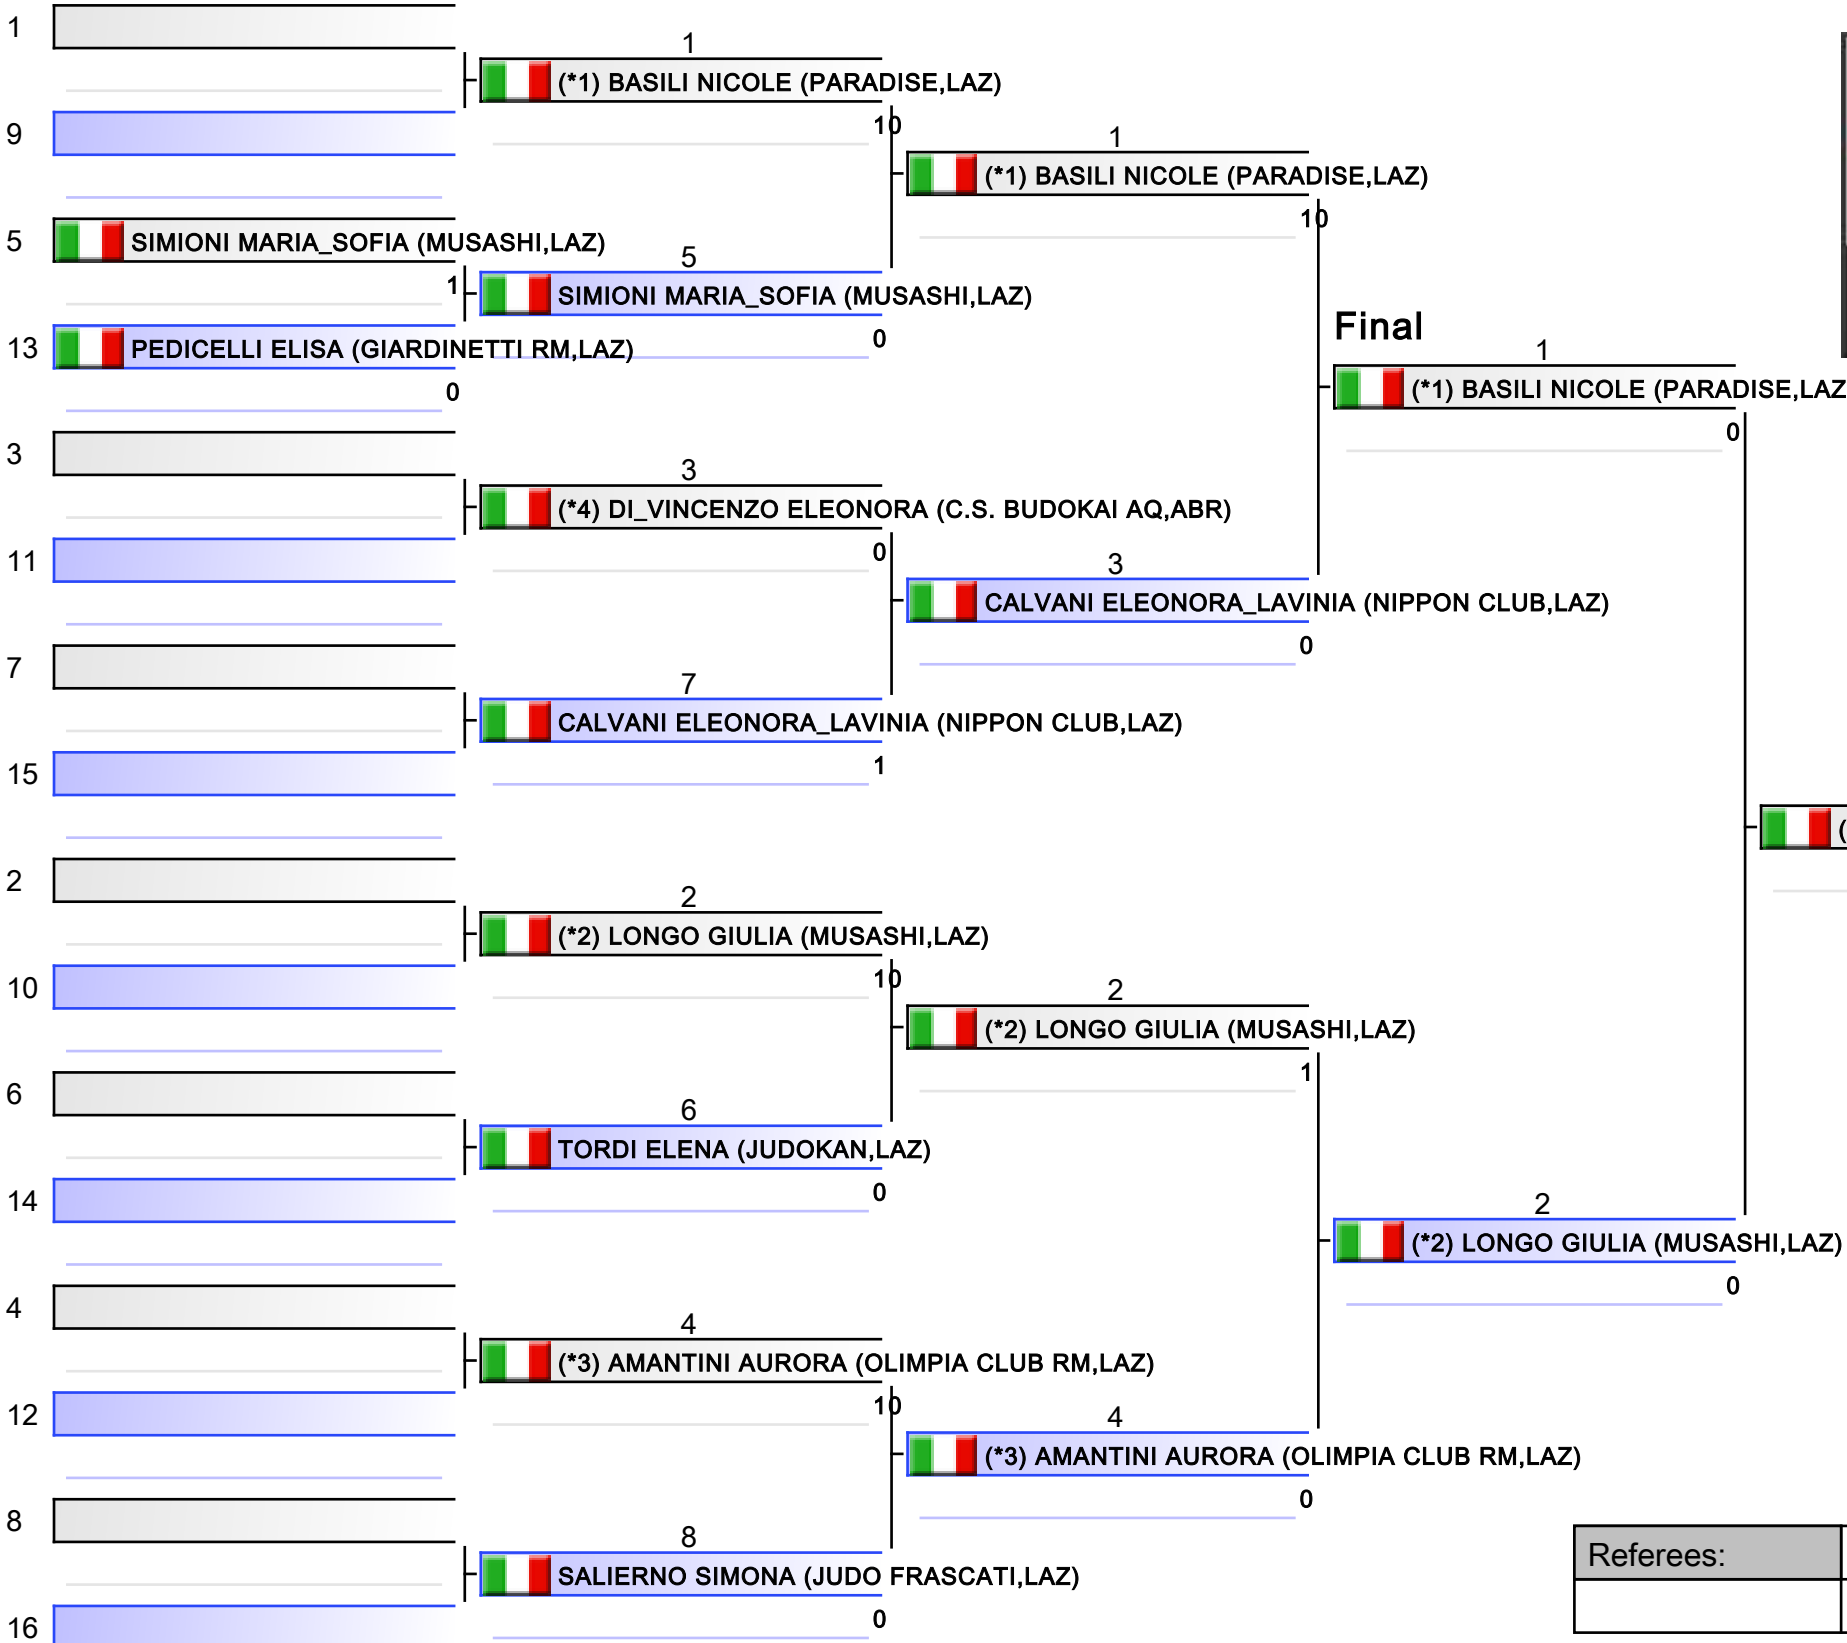 1
1
(*1) BASILI NICOLE (PARADISE,LAZ)
10
9
1
(*1) BASILI NICOLE (PARADISE,LAZ)
10
5
SIMIONI MARIA_SOFIA (MUSASHI,LAZ)
1
5
SIMIONI MARIA_SOFIA (MUSASHI,LAZ)
0
13
PEDICELLI ELISA (GIARDINETTI RM,LAZ)
0
Final
1
(*1) BASILI NICOLE (PARADISE,LAZ
0
3
3
(*4) DI_VINCENZO ELEONORA (C.S. BUDOKAI AQ,ABR)
0
11
3
CALVANI ELEONORA_LAVINIA (NIPPON CLUB,LAZ)
0
7
7
CALVANI ELEONORA_LAVINIA (NIPPON CLUB,LAZ)
1
15
(
2
2
(*2) LONGO GIULIA (MUSASHI,LAZ)
10
10
2
(*2) LONGO GIULIA (MUSASHI,LAZ)
1
6
6
TORDI ELENA (JUDOKAN,LAZ)
0
14
2
(*2) LONGO GIULIA (MUSASHI,LAZ)
0
4
4
(*3) AMANTINI AURORA (OLIMPIA CLUB RM,LAZ)
10
12
4
(*3) AMANTINI AURORA (OLIMPIA CLUB RM,LAZ)
0
8
8
SALIERNO SIMONA (JUDO FRASCATI,LAZ)
0
16
Referees: